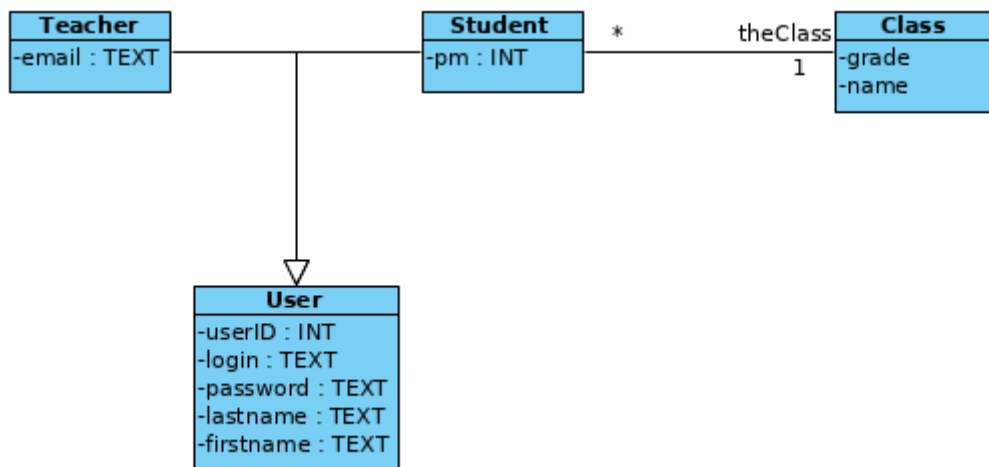 Teacher
-email : TEXT
Student
-pm : INT
*
theClass
1
Class
-grade
-name
User
-userID : INT
-login : TEXT
-password : TEXT
-lastname : TEXT
-firstname : TEXT